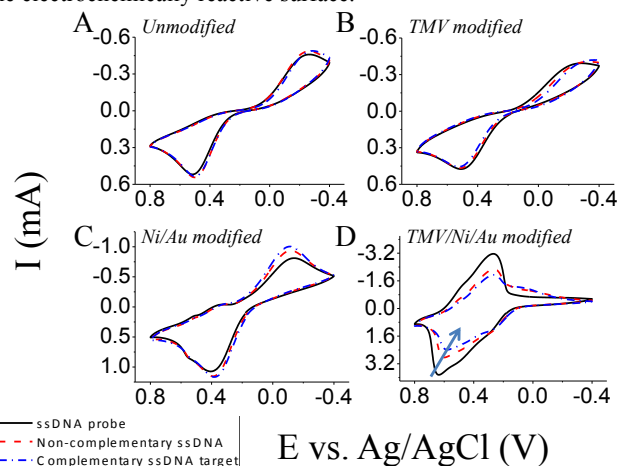 he electrochemically reactive surface.
A Unmodified
B TMV modified
-0.6
-0.3
0.0
0.3
0.6
0.8 0.4 0.0 -0.4
-0.6
-0.3
0.0
0.3
0.6
0.8 0.4 0.0 -0.4
C Ni/Au modified
D TMV/Ni/Au modified
-1.0
-0.5
0.0
0.5
1.0
0.8 0.4 0.0 -0.4
-3.2
-1.6
0.0
1.6
3.2
0.8 0.4 0.0 -0.4
I (mA)
E vs. Ag/AgCl (V)
ssDNA probe
Non-complementary ssDNA
Complementary ssDNA target